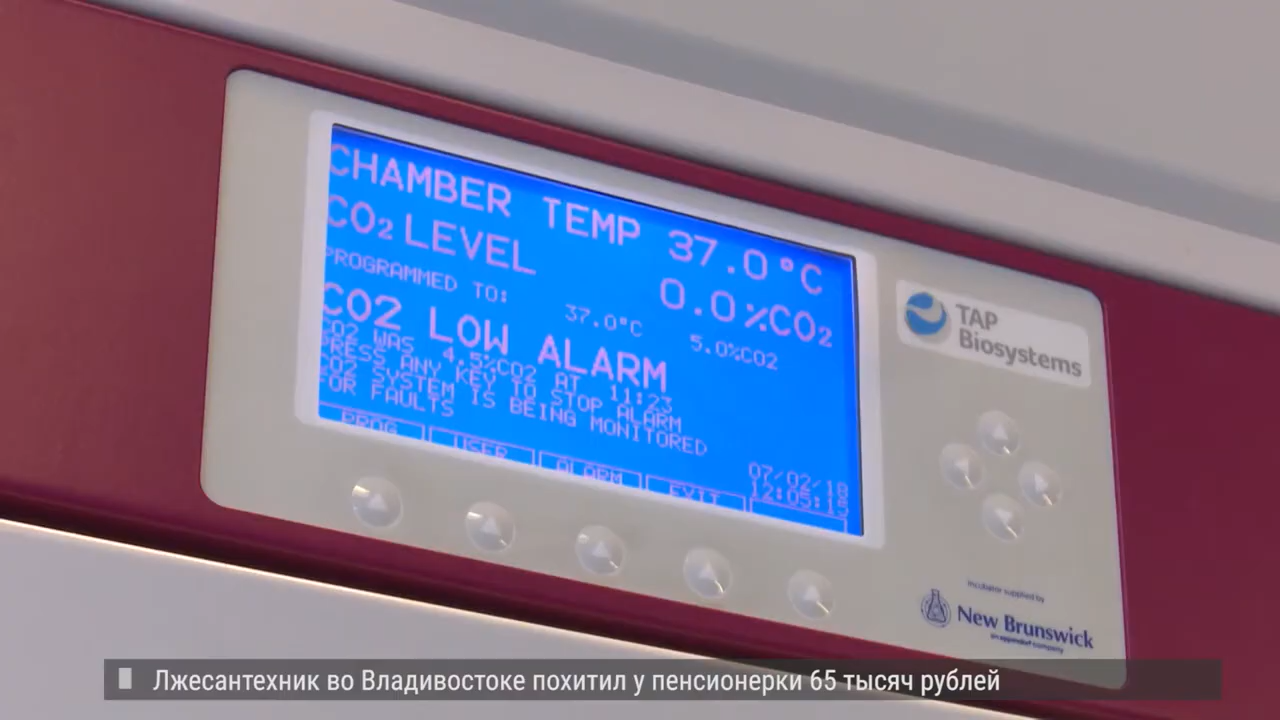 CHAMBER TEMP 37.0°C
CO₂ LEVEL 0.0%CO₂
PROGRAMMED TO: 37.0°C 5.0%CO2
CO2 LOW ALARM
CO2 WAS 4.5%CO2 AT 11:23
PRESS ANY KEY TO STOP ALARM
CO2 SYSTEM IS BEING MONITORED
FOR FAULTS
07/02/18
12:05:15
PROG USER ALARM EXIT
TAP
Biosystems
Incubator supplied by
New Brunswick
an eppendorf company
Лжесантехник во Владивостоке похитил у пенсионерки 65 тысяч рублей